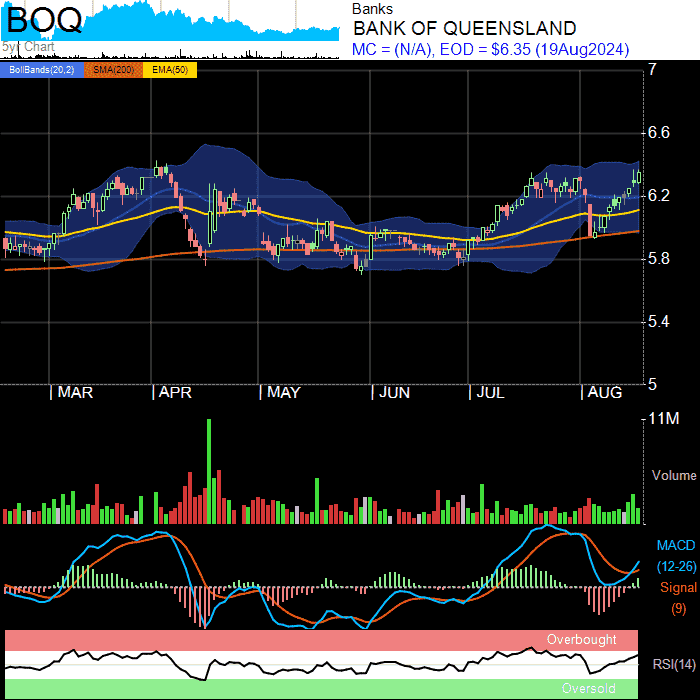 BOQ
5yr Chart
Banks
BANK OF QUEENSLAND
MC = (N/A), EOD = $6.35 (19Aug2024)
BollBands(20,2) SMA(200) EMA(50)
7
6.6
6.2
5.8
5.4
5
MAR APR MAY JUN JUL AUG
11M
Volume
MACD
(12-26)
Signal
(9)
Overbought
RSI(14)
Oversold